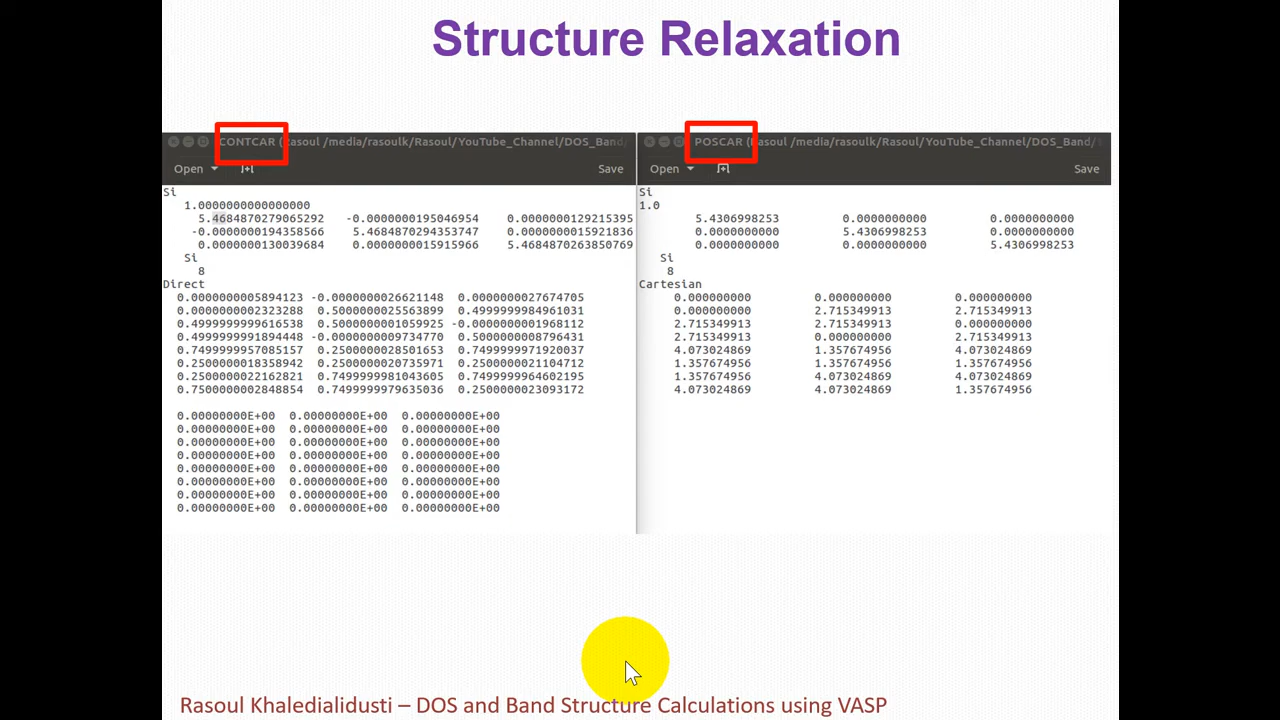 Structure Relaxation
CONTCAR (Rasoul /media/rasoulk/Rasoul/YouTube_Channel/DOS_Band/
Open Save
Si
1.0000000000000000
5.4684870279065292 -0.0000000195046954 0.0000000129215395
-0.0000000194358566 5.4684870294353747 0.0000000015921836
0.0000000130039684 0.0000000015915966 5.4684870263850769
Si
8
Direct
0.0000000005894123 -0.0000000026621148 0.0000000027674705
0.0000000002323288 0.5000000025563899 0.4999999984961031
0.4999999999616538 0.5000000001059925 -0.0000000001968112
0.4999999991894448 -0.0000000009734770 0.5000000008796431
0.7499999957085157 0.2500000028501653 0.7499999971920037
0.2500000018358942 0.2500000020735971 0.2500000021104712
0.2500000022162821 0.7499999981043605 0.7499999964602195
0.7500000002848854 0.7499999979635036 0.2500000023093172
0.00000000E+00 0.00000000E+00 0.00000000E+00
0.00000000E+00 0.00000000E+00 0.00000000E+00
0.00000000E+00 0.00000000E+00 0.00000000E+00
0.00000000E+00 0.00000000E+00 0.00000000E+00
0.00000000E+00 0.00000000E+00 0.00000000E+00
0.00000000E+00 0.00000000E+00 0.00000000E+00
0.00000000E+00 0.00000000E+00 0.00000000E+00
0.00000000E+00 0.00000000E+00 0.00000000E+00
POSCAR (Rasoul /media/rasoulk/Rasoul/YouTube_Channel/DOS_Band/
Open Save
Si
1.0
5.4306998253 0.0000000000 0.0000000000
0.0000000000 5.4306998253 0.0000000000
0.0000000000 0.0000000000 5.4306998253
Si
8
Cartesian
0.000000000 0.000000000 0.000000000
0.000000000 2.715349913 2.715349913
2.715349913 2.715349913 0.000000000
2.715349913 0.000000000 2.715349913
4.073024869 1.357674956 4.073024869
1.357674956 1.357674956 1.357674956
1.357674956 4.073024869 4.073024869
4.073024869 4.073024869 1.357674956
Rasoul Khaledialidusti – DOS and Band Structure Calculations using VASP